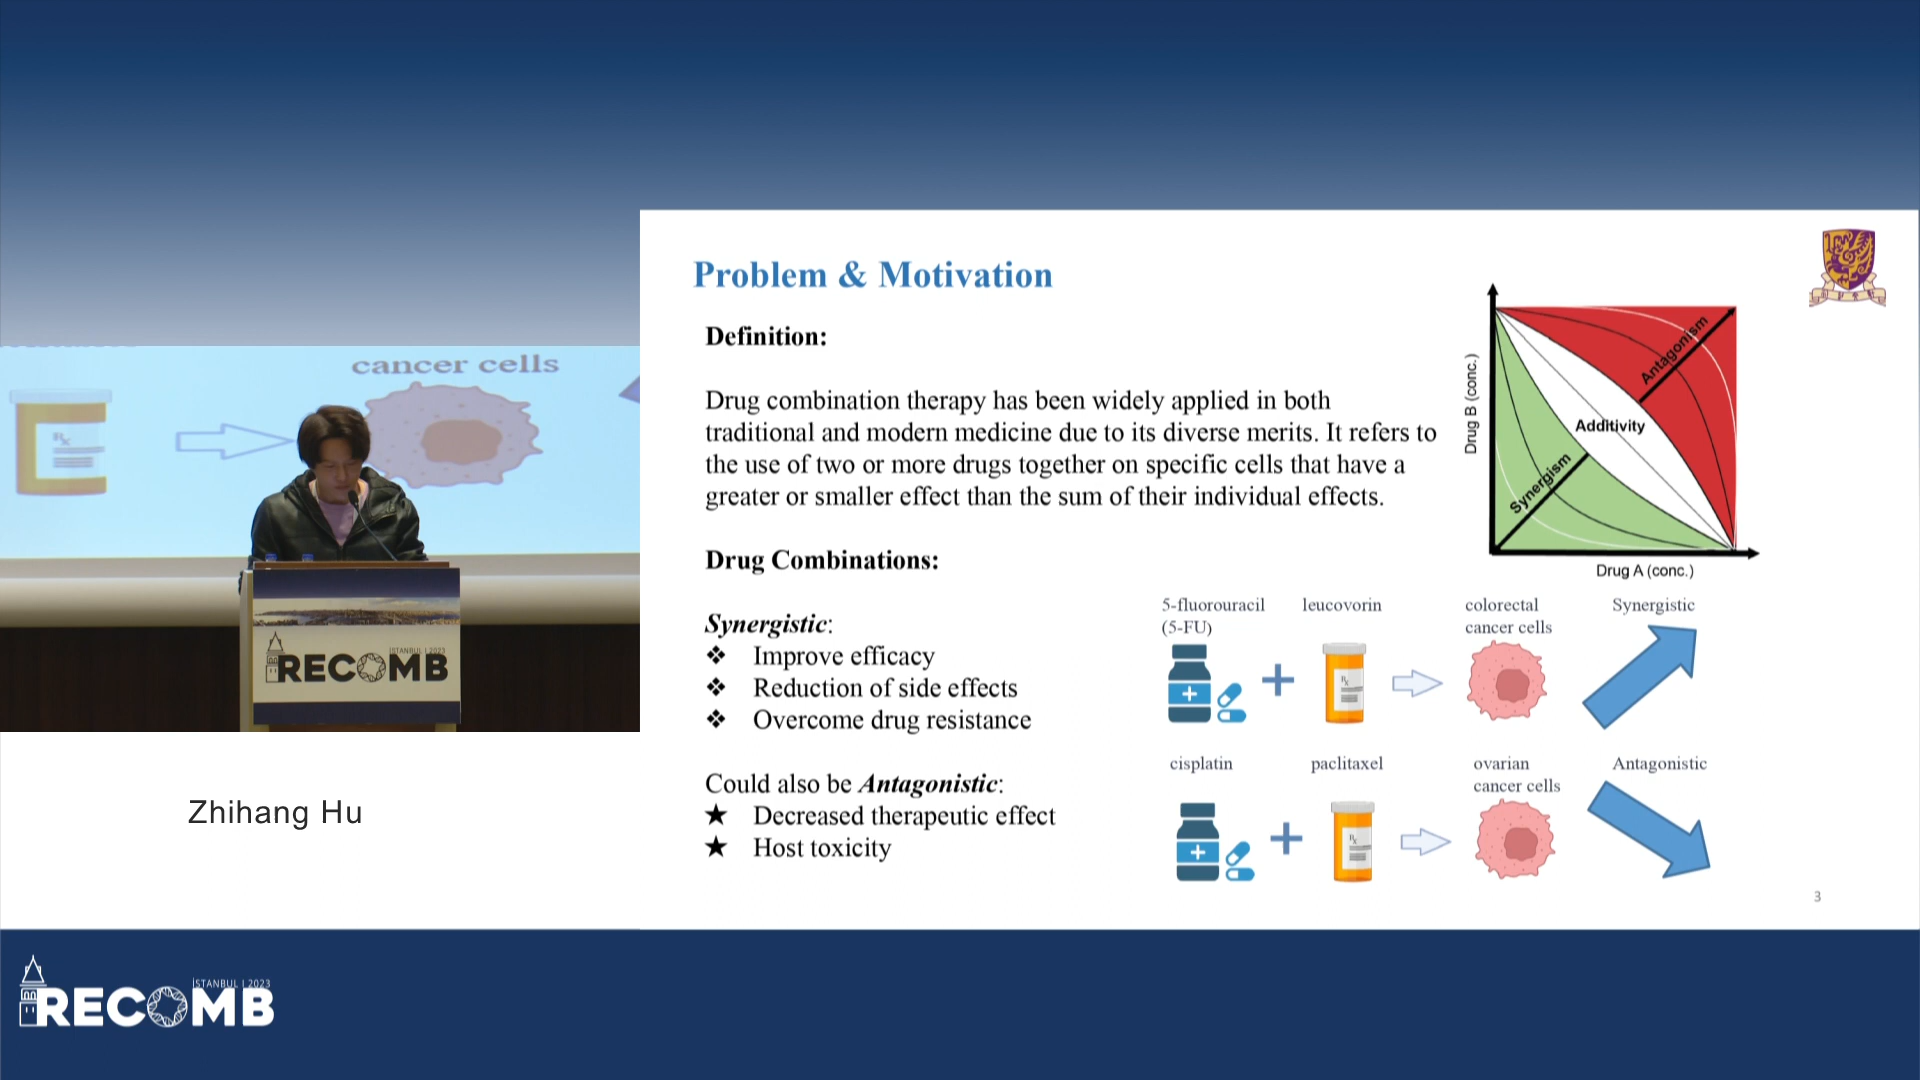 Problem & Motivation
Definition:
Drug combination therapy has been widely applied in both
traditional and modern medicine due to its diverse merits. It refers to
the use of two or more drugs together on specific cells that have a
greater or smaller effect than the sum of their individual effects.
Drug Combinations:
Synergistic:
❖ Improve efficacy
❖ Reduction of side effects
❖ Overcome drug resistance
Could also be Antagonistic:
★ Decreased therapeutic effect
★ Host toxicity
Drug B (conc.)
Antagonism
Additivity
Synergism
Drug A (conc.)
5-fluorouracil
(5-FU)
leucovorin
colorectal
cancer cells
Synergistic
cisplatin
paclitaxel
ovarian
cancer cells
Antagonistic
3
cancer cells
Rx
İSTANBUL | 2023
RECOMB
Zhihang Hu
İSTANBUL | 2023
RECOMB